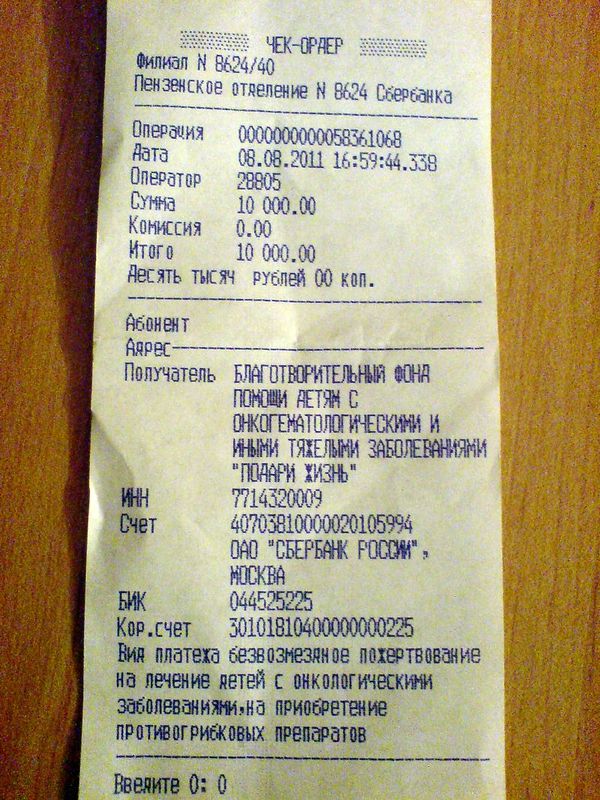 ЧЕК-ОРДЕР
Филиал N 8624/40
Пензенское отделение N 8624 Сбербанка
Операция 0000000000058361068
Дата 08.08.2011 16:59:44.338
Оператор 28805
Сумма 10 000.00
Комиссия 0.00
Итого 10 000.00
Десять тысяч рублей 00 коп.
Абонент
Адрес
Получатель БЛАГОТВОРИТЕЛЬНЫЙ ФОНД
ПОМОЩИ ДЕТЯМ С
ОНКОГЕМАТОЛОГИЧЕСКИМИ И
ИНЫМИ ТЯЖЕЛЫМИ ЗАБОЛЕВАНИЯМИ
"ПОДАРИ ЖИЗНЬ"
ИНН 7714320009
Счет 40703810000020105994
ОАО "СБЕРБАНК РОССИИ",
МОСКВА
БИК 044525225
Кор.счет 30101810400000000225
Вид платежа безвозмездное пожертвование
на лечение детей с онкологическими
заболеваниями,на приобретение
противогрибковых препаратов
Введите 0: 0